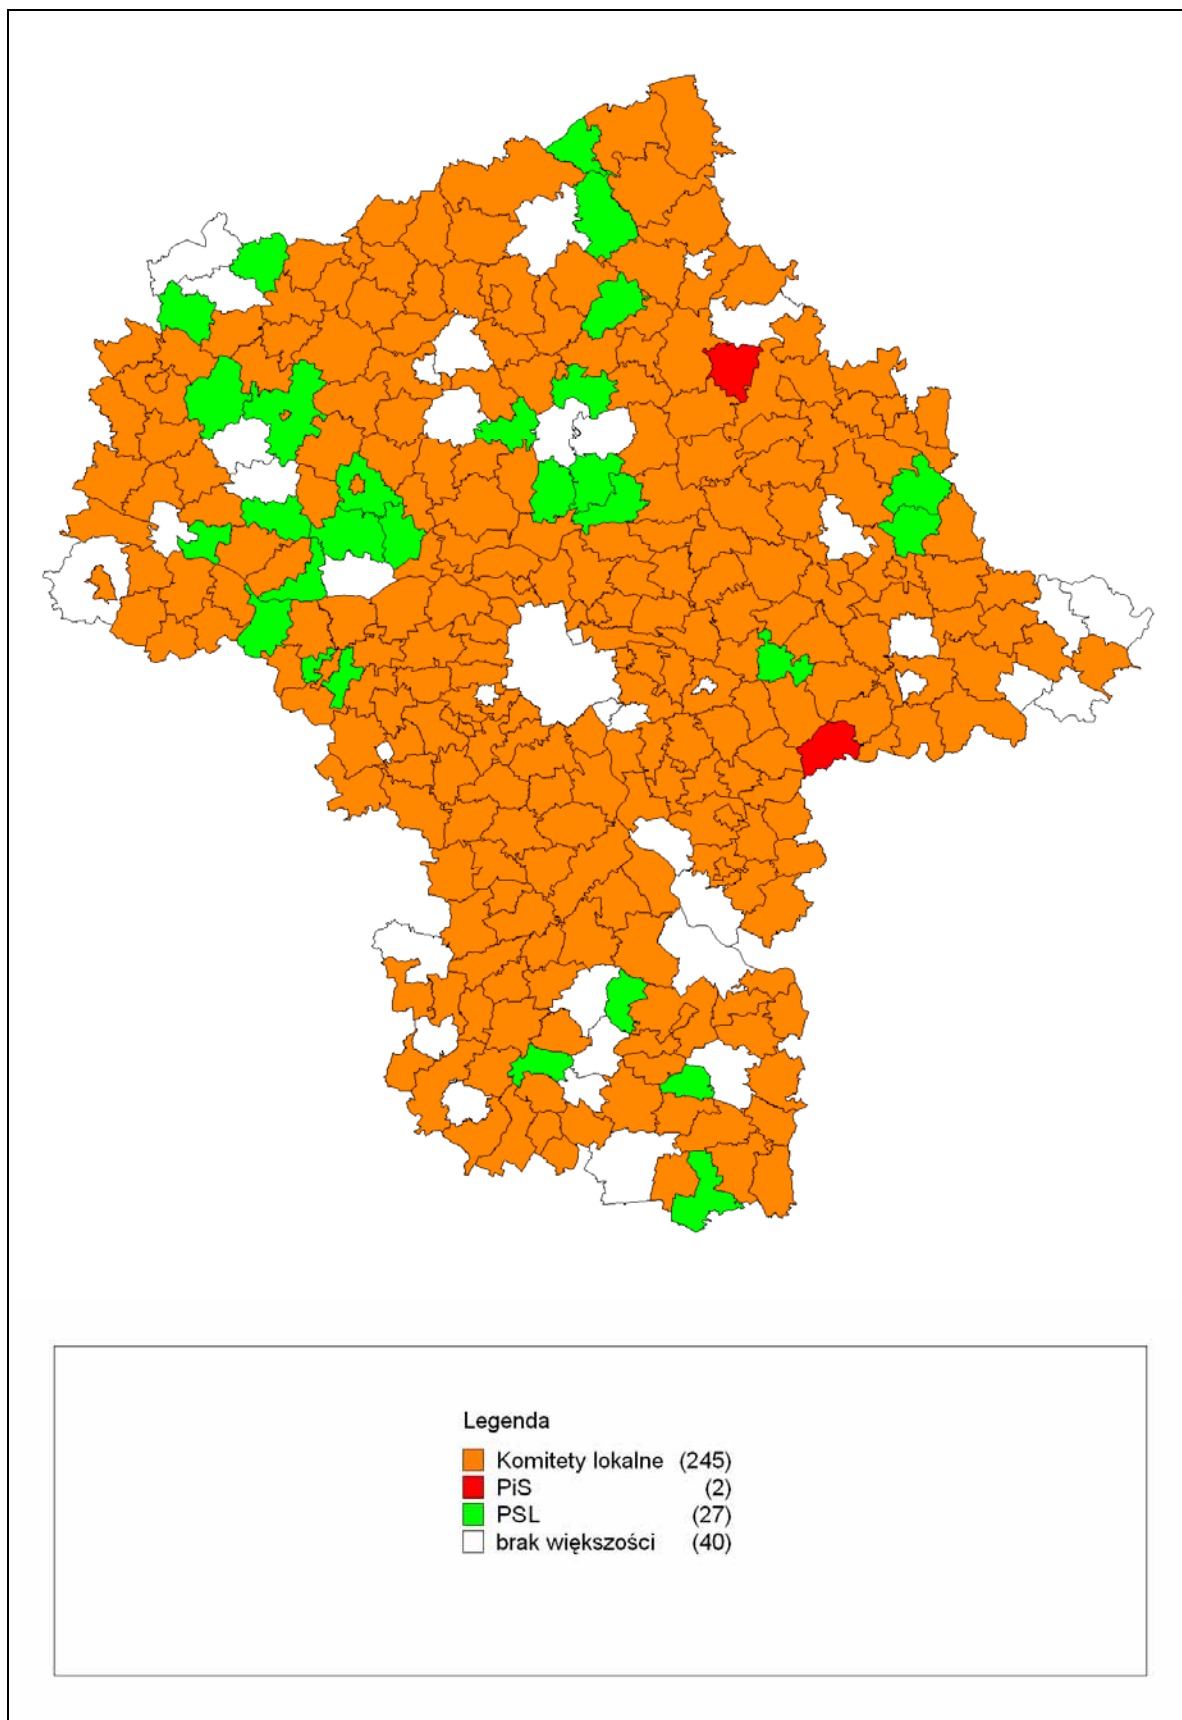 Legenda
Komitety lokalne (245)
PiS (2)
PSL (27)
brak większości (40)